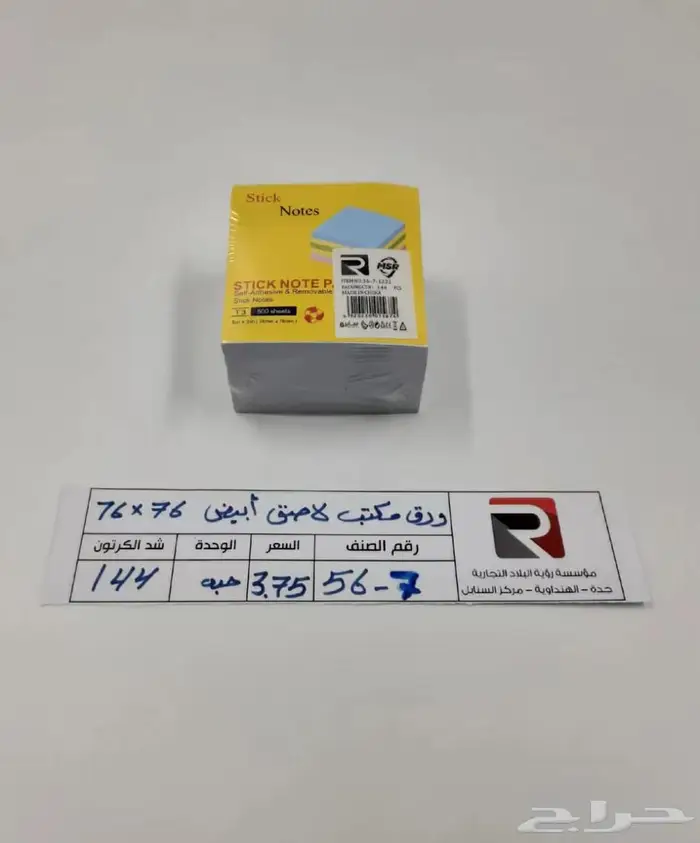 Stick
Notes
STICK NOTE P
Self-Adhesive & Removable
Stick Notes
500 sheets
R
MSR
ورق مكتب لاصق أبيض 76×76
رقم الصنف
السعر
الوحدة
شد الكرتون
56-7
3.75
حبه
144
R
مؤسسة رؤية البلاد التجارية
جدة - الهنداوية - مركز السنابل
حراج